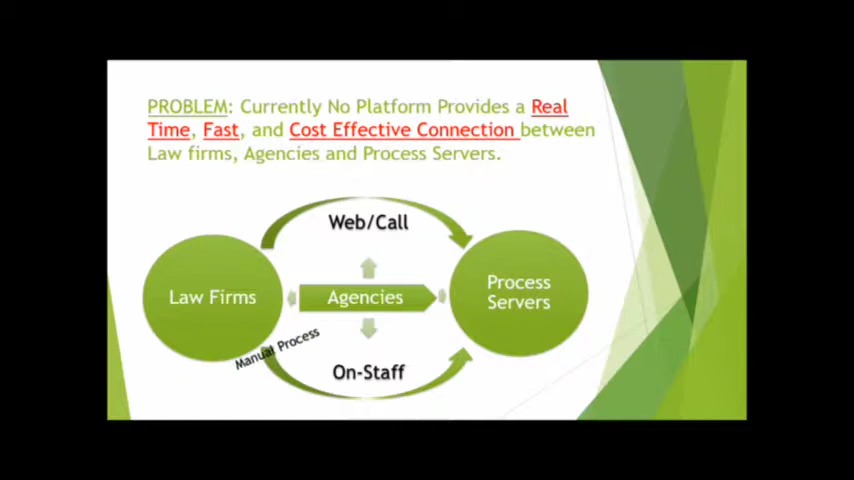 PROBLEM: Currently No Platform Provides a Real
Time, Fast, and Cost Effective Connection between
Law firms, Agencies and Process Servers.
Web/Call
Law Firms
Agencies
Process
Servers
Manual Process
On-Staff